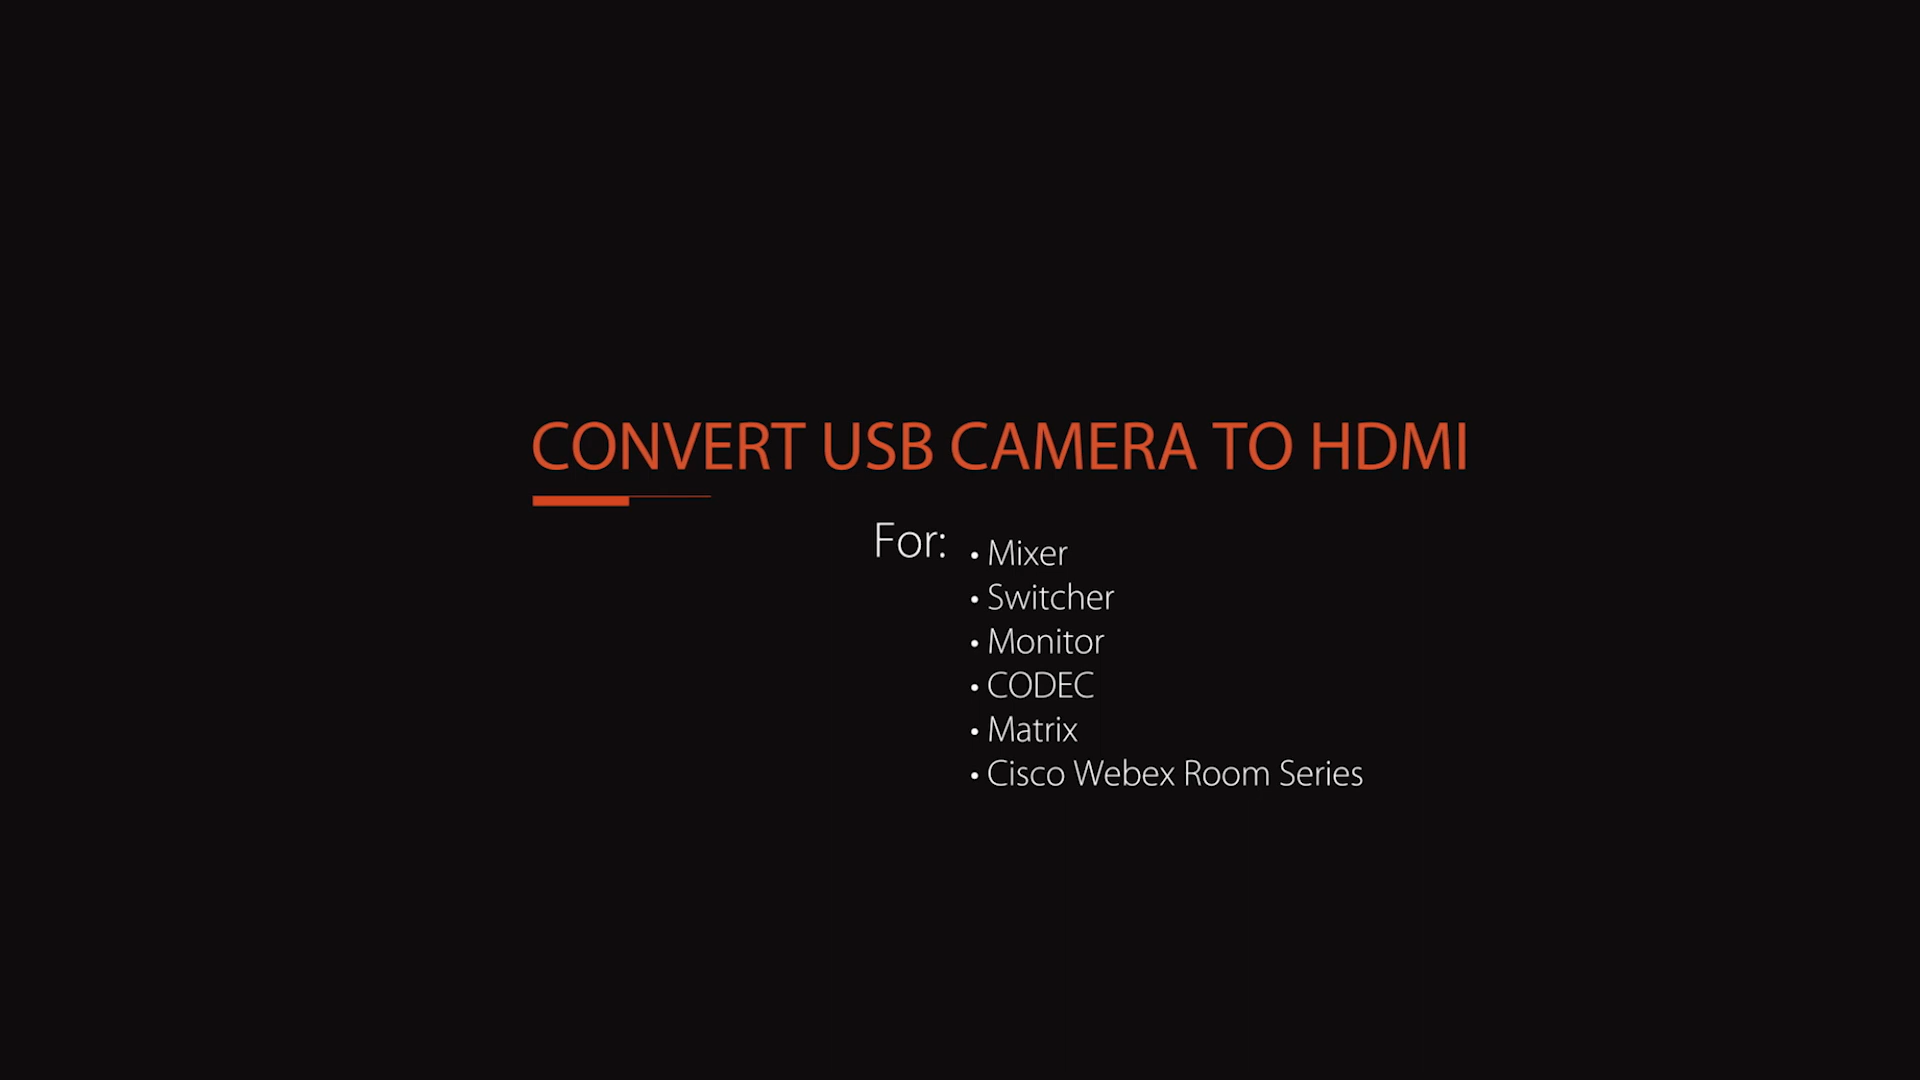 CONVERT USB CAMERA TO HDMI
For:
• Mixer
• Switcher
• Monitor
• CODEC
• Matrix
• Cisco Webex Room Series